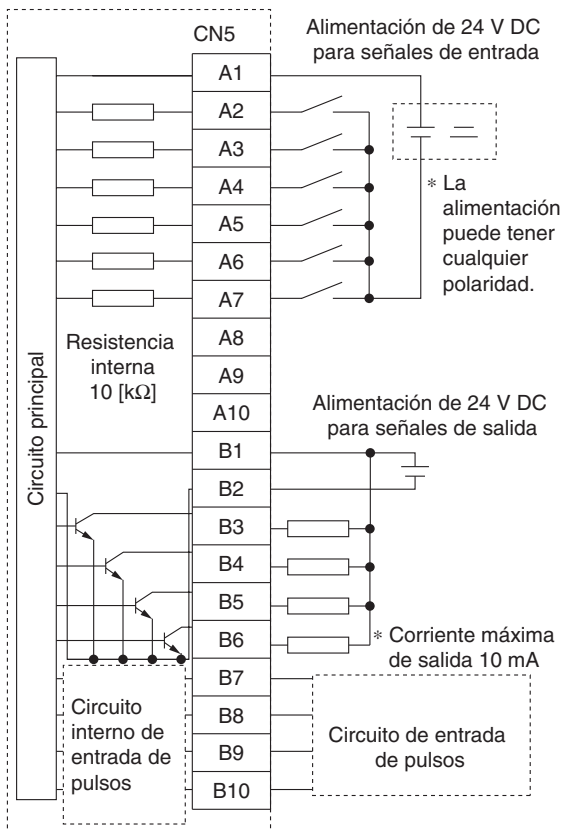 CN5
Alimentación de 24 V DC
para señales de entrada
A1
A2
A3
A4
A5
A6
A7
A8
A9
A10
B1
B2
B3
B4
B5
B6
B7
B8
B9
B10
* La
alimentación
puede tener
cualquier
polaridad.
Circuito principal
Resistencia
interna
10 [kΩ]
Alimentación de 24 V DC
para señales de salida
* Corriente máxima
de salida 10 mA
Circuito
interno de
entrada de
pulsos
Circuito de entrada
de pulsos